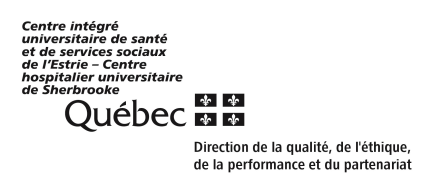 Centre intégré
universitaire de santé
et de services sociaux
de l'Estrie – Centre
hospitalier universitaire
de Sherbrooke
Québec
Direction de la qualité, de l'éthique,
de la performance et du partenariat